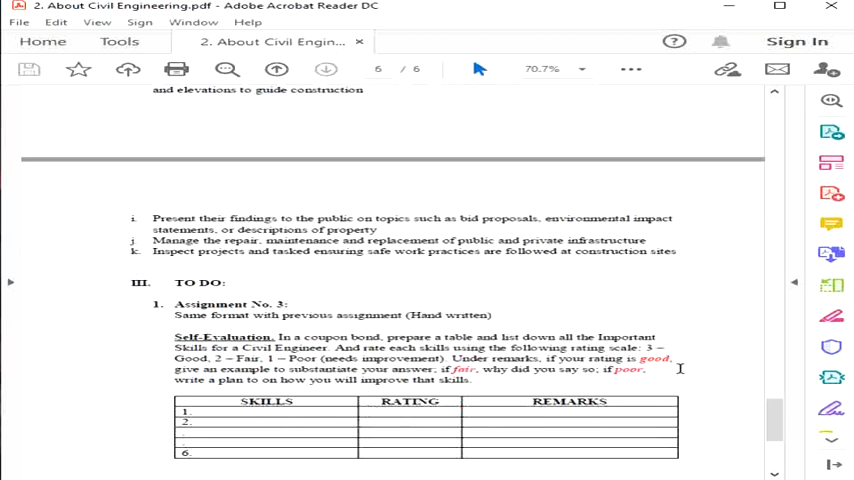 2. About Civil Engineering.pdf - Adobe Acrobat Reader DC
File Edit View Sign Window Help
Home Tools 2. About Civil Engin... × Sign In
6 / 6 70.7%
and elevations to guide construction
i. Present their findings to the public on topics such as bid proposals, environmental impact
statements, or descriptions of property
j. Manage the repair, maintenance and replacement of public and private infrastructure
k. Inspect projects and tasked ensuring safe work practices are followed at construction sites
III. TO DO:
1. Assignment No. 3:
Same format with previous assignment (Hand written)
Self-Evaluation. In a coupon bond, prepare a table and list down all the Important
Skills for a Civil Engineer. And rate each skills using the following rating scale: 3 –
Good, 2 – Fair, 1 – Poor (needs improvement). Under remarks, if your rating is good,
give an example to substantiate your answer; if fair, why did you say so; if poor,
write a plan to on how you will improve that skills.
SKILLS RATING REMARKS
1.
2.
.
.
6.